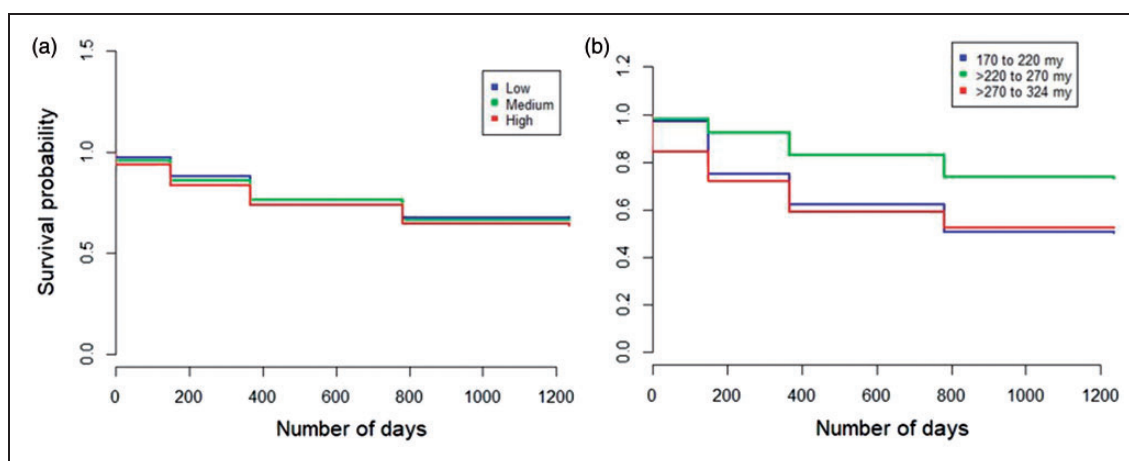 (a)
1.5
1.0
0.5
0.0
Survival probability
Low
Medium
High
0 200 400 600 800 1000 1200
Number of days
(b)
1.2
1.0
0.8
0.6
0.4
0.2
0.0
170 to 220 my
>220 to 270 my
>270 to 324 my
0 200 400 600 800 1000 1200
Number of days